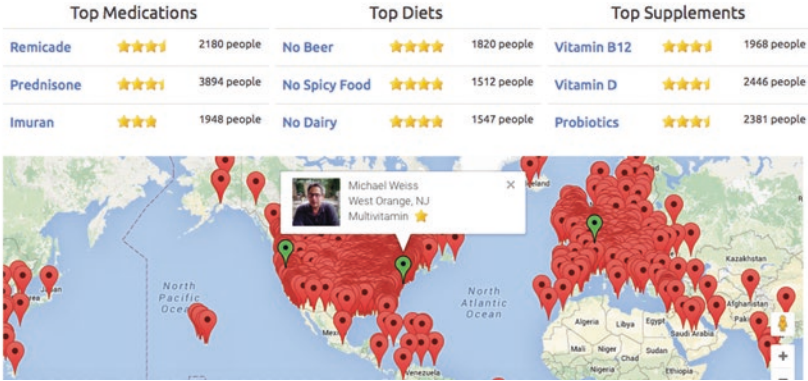 Top Medications
Top Diets
Top Supplements
Remicade 2180 people
No Beer 1820 people
Vitamin B12 1968 people
Prednisone 3894 people
No Spicy Food 1512 people
Vitamin D 2446 people
Imuran 1948 people
No Dairy 1547 people
Probiotics 2381 people
Michael Weiss
×
West Orange, NJ
Multivitamin
Kazakhstan
North
Pacific
Ocean
North
Atlantic
Ocean
Afghanistan
Algeria
Libya
Egypt
Saudi Arabia
Mali
Niger
Chad
Sudan
Nigeria
Ethiopia
Venezuela
+